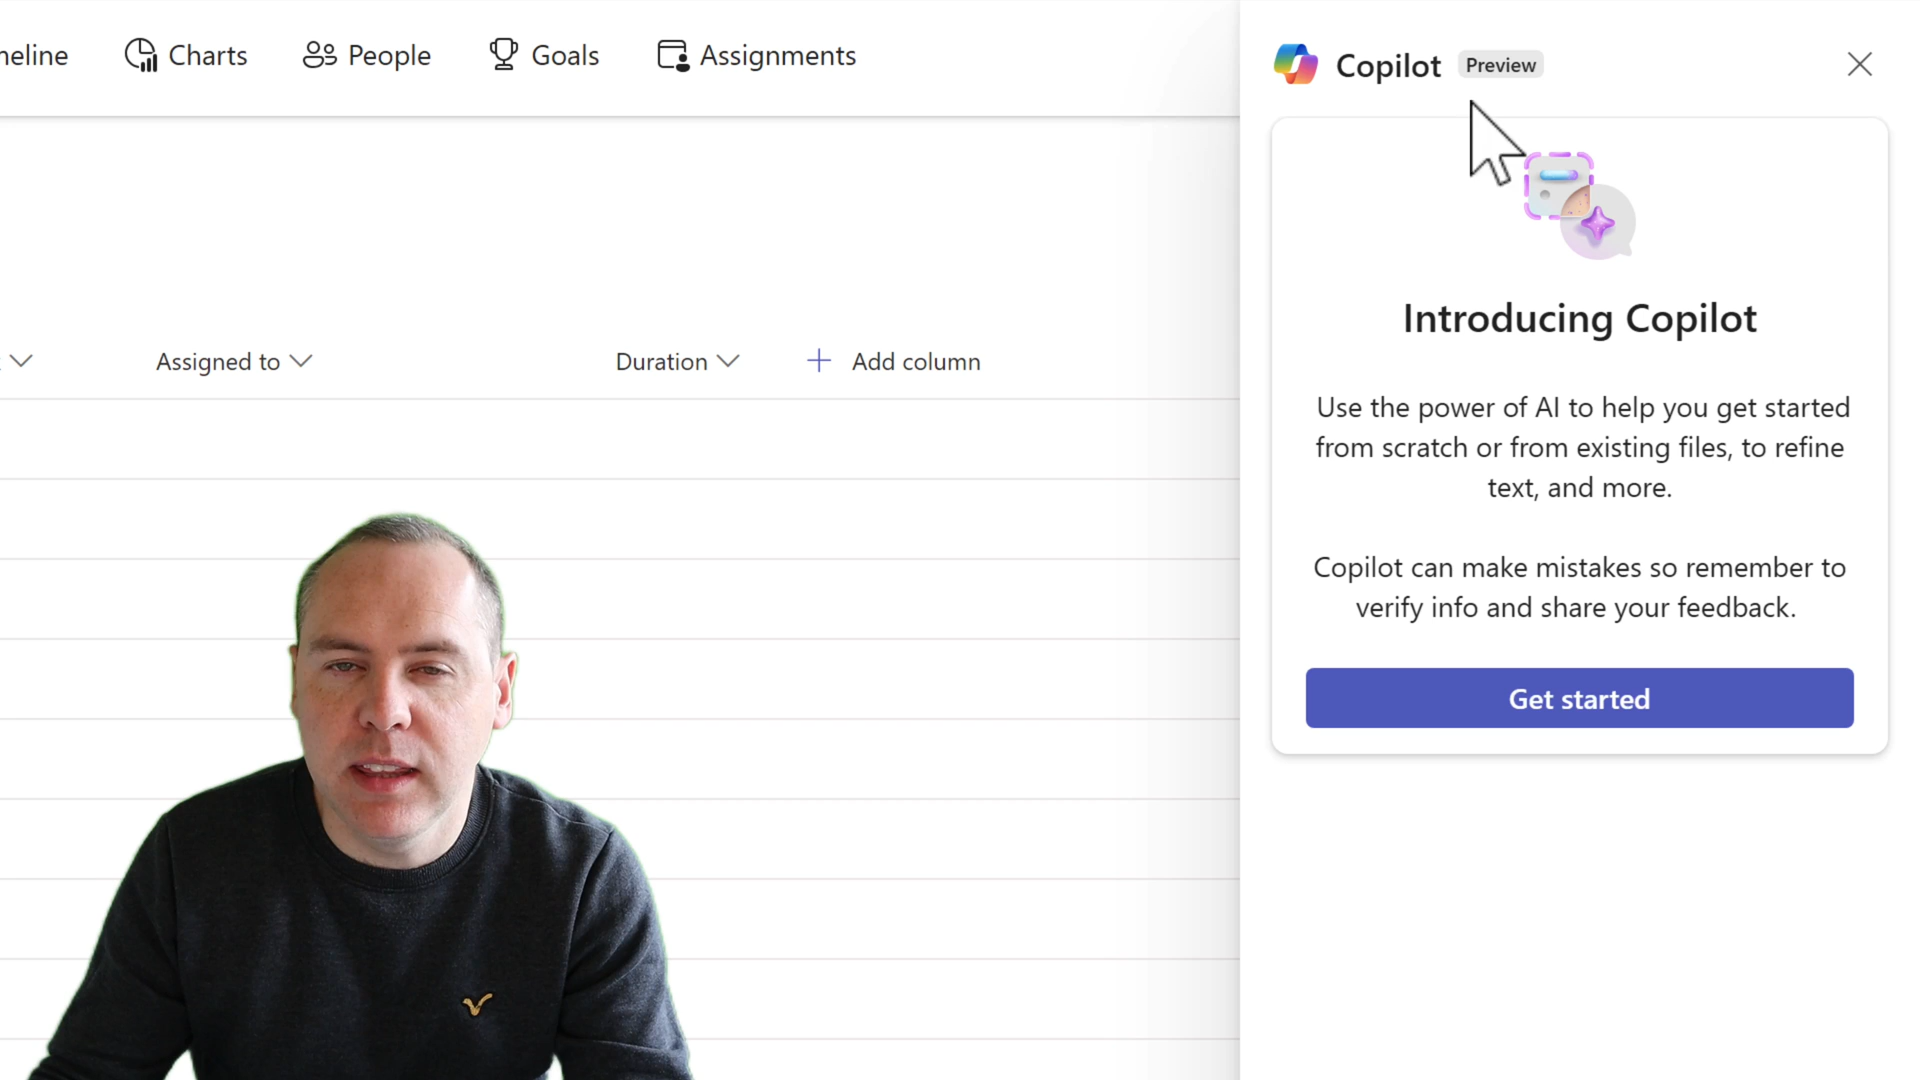 Charts
People
Goals
Assignments
Copilot
Preview
Assigned to
Duration
Add column
Introducing Copilot
Use the power of AI to help you get started
from scratch or from existing files, to refine
text, and more.
Copilot can make mistakes so remember to
verify info and share your feedback.
Get started